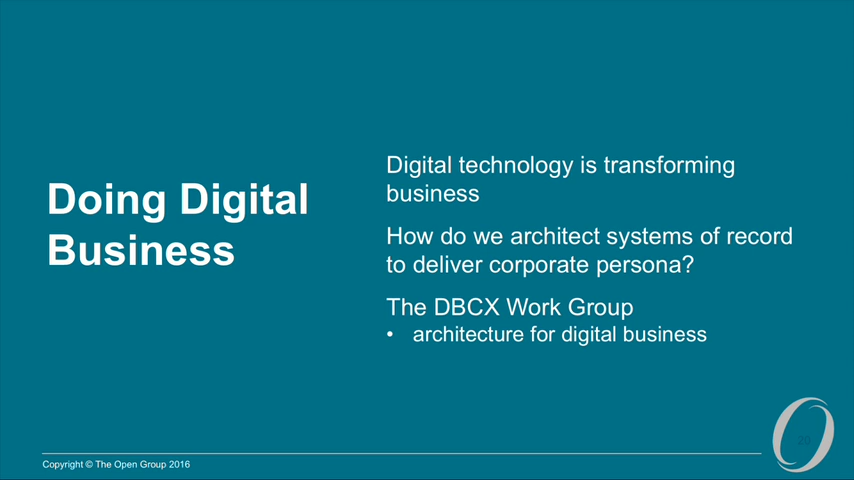 Doing Digital
Business
Digital technology is transforming
business
How do we architect systems of record
to deliver corporate persona?
The DBCX Work Group
• architecture for digital business
Copyright © The Open Group 2016
20